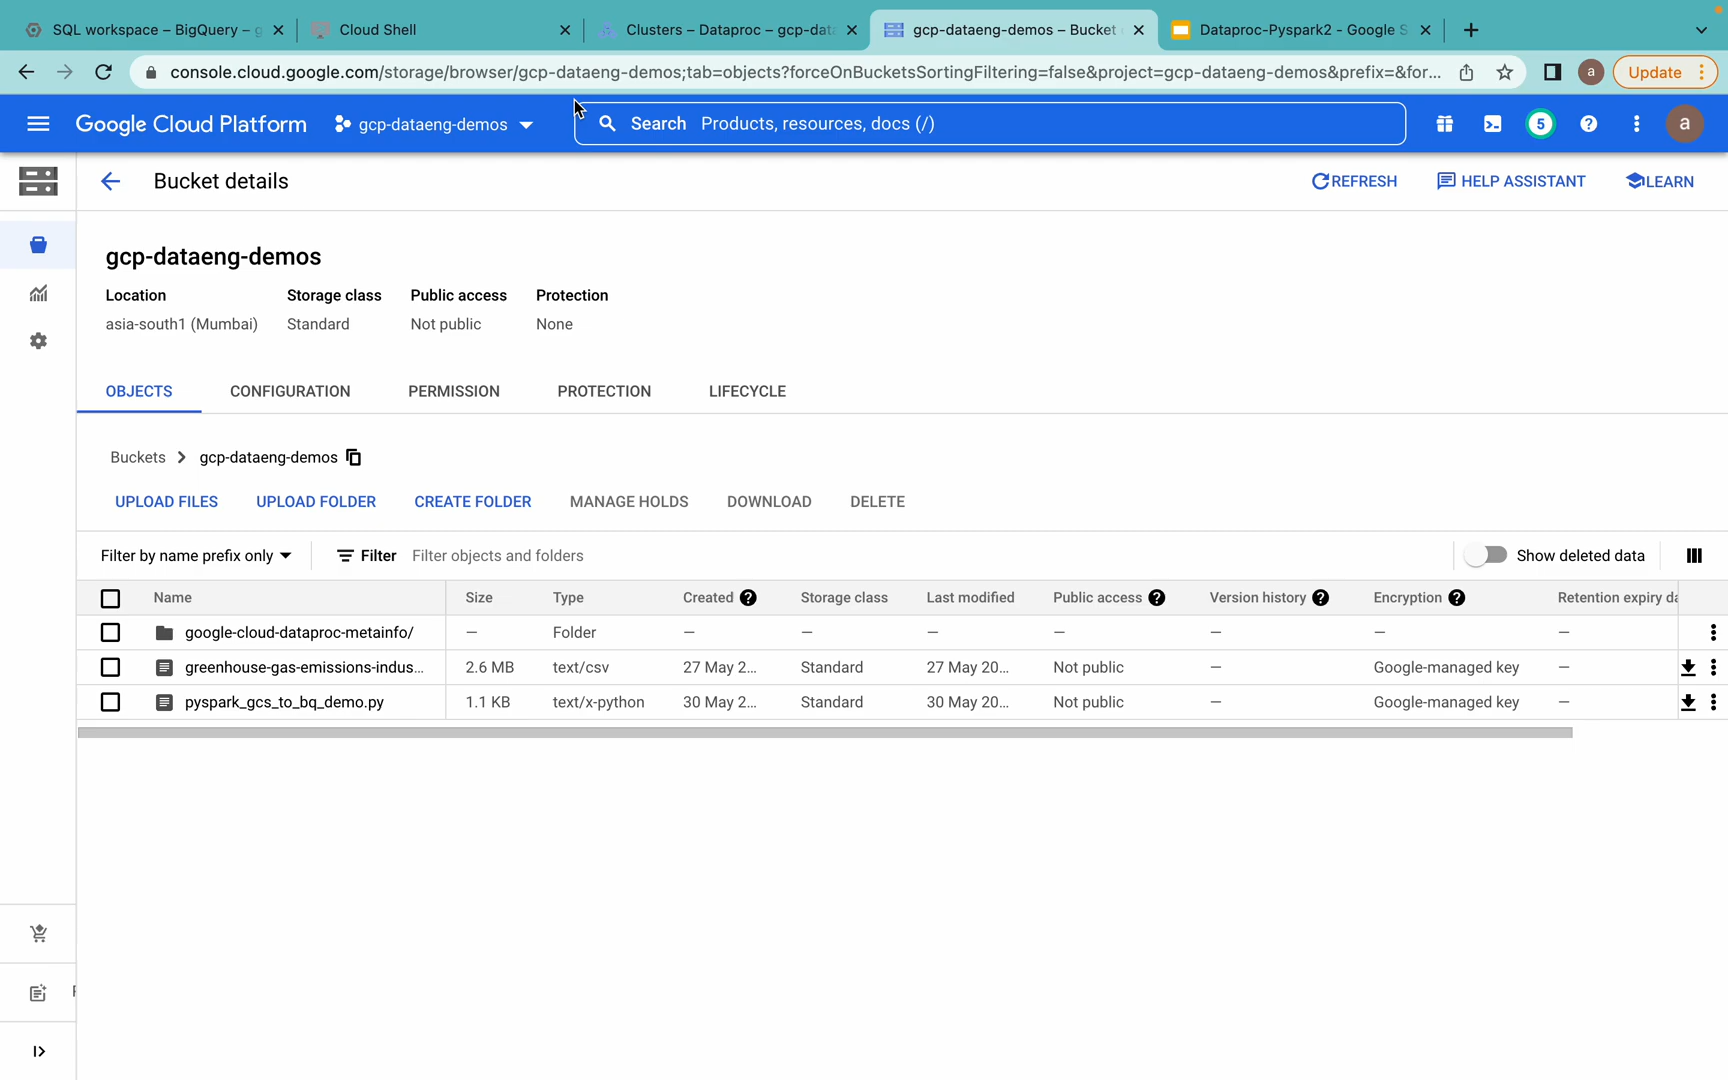 SQL workspace – BigQuery – g
Cloud Shell
Clusters – Dataproc – gcp-data
gcp-dataeng-demos – Bucket
Dataproc-Pyspark2 - Google S
console.cloud.google.com/storage/browser/gcp-dataeng-demos;tab=objects?forceOnBucketsSortingFiltering=false&project=gcp-dataeng-demos&prefix=&for...
a
Update
Google Cloud Platform
gcp-dataeng-demos
Search Products, resources, docs (/)
5
a
Bucket details
REFRESH
HELP ASSISTANT
LEARN
gcp-dataeng-demos
Location Storage class Public access Protection
asia-south1 (Mumbai) Standard Not public None
OBJECTS CONFIGURATION PERMISSION PROTECTION LIFECYCLE
Buckets > gcp-dataeng-demos
UPLOAD FILES UPLOAD FOLDER CREATE FOLDER MANAGE HOLDS DOWNLOAD DELETE
Filter by name prefix only Filter Filter objects and folders Show deleted data
Name Size Type Created Storage class Last modified Public access Version history Encryption Retention expiry da
google-cloud-dataproc-metainfo/ — Folder — — — — — — —
greenhouse-gas-emissions-indus... 2.6 MB text/csv 27 May 2... Standard 27 May 20... Not public — Google-managed key —
pyspark_gcs_to_bq_demo.py 1.1 KB text/x-python 30 May 2... Standard 30 May 20... Not public — Google-managed key —